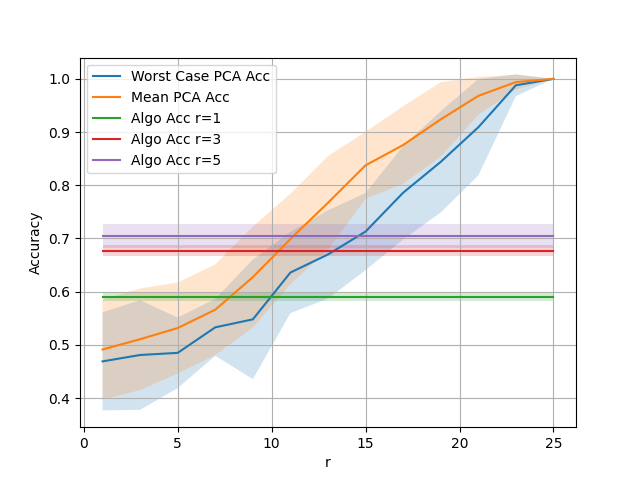 Worst Case PCA Acc
Mean PCA Acc
Algo Acc r=1
Algo Acc r=3
Algo Acc r=5
1.0
0.9
0.8
0.7
0.6
0.5
0.4
Accuracy
0 5 10 15 20 25
r